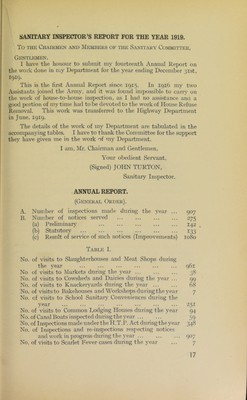 SANITARY INSPECTOR'S REPORT FOR THE YEAR 1919.
To the Chairmen and Members of the Sanitary Committee,
Gentlemen,
I have the honour to submit my fourteenth Annual Report on
the work done in my Department for the year ending December 31st,
1919.
This is the first Annual Report since 1915. In 1916 my two
Assistants joined the Army, and it was found impossible to carry on
the work of house-to-house inspection, as I had no assistance and a
good portion of my time had to be devoted to the work of House Refuse
Removal. This work was transferred to the Highway Department
in June, 1919.
The details of the work of my Department are tabulated in the
accompanying tables. I have to thank the Committee for the support
they have given me in the work of my Department.
I am, Mr. Chairman and Gentlemen,
Your obedient Servant,
(Signed) JOHN TURTON,
Sanitary Inspector.
ANNUAL REPORT.
(General Order).
A. Number of inspections made during the year ... 907
B. Number of notices served ... ... ... 273
(a) Preliminary ... ... ... ... 142
(b) Statutory ... ... ... ... 135
(c) Result of service of such notices (Improvements) 1080
Table I.
No. of visits to Slaughterhouses and Meat Shops during
the year ... ... ... ... ... 961
No. of visits to Markets during the year ... ... 38
No. of visits to Cowsheds and Dairies during the year ... 99
No. of visits to Knackeryards during the year ... 68
No. of visits to Bakehouses and Workshops during the year 7
No. of visits to School Sanitary Conveniences during the
year ... ... ... ... ... 251
No. of visits to Common Lodging Houses during the year 94
No. of Canal Boats inspected during the year ... ... 79
No. of Inspections made under the H.T.P. Act during the year 348
No. of Inspections and re-inspections respecting notices
and work in progress during the year ... ... 907
No. of visits to Scarlet Fever cases during the year 7
17